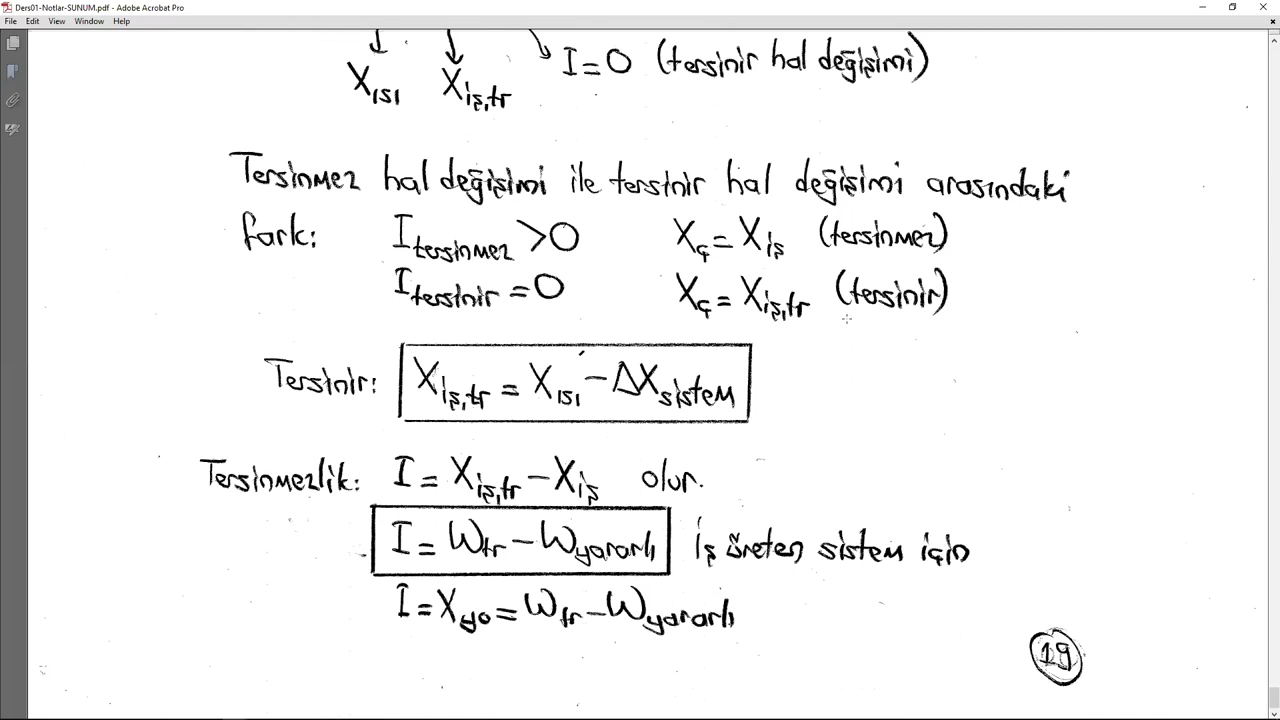 Ders01-Notlar-SUNUM.pdf - Adobe Acrobat Pro
File Edit View Window Help
I=0 (tersinir hal değişimi)
X_ısı X_iş,tr
Tersinmez hal değişimi ile tersinir hal değişimi arasındaki
fark: I_tersinmez >0 X_ç = X_iş (tersinmez)
I_tersinir = 0 X_ç = X_iş,tr (tersinir)
Tersinir: X_iş,tr = X_ısı - ΔX_sistem
Tersinmezlik: I = X_iş,tr - X_iş olur.
I = W_tr - W_yararlı İş üreten sistem için
I = X_yo = W_tr - W_yararlı
19